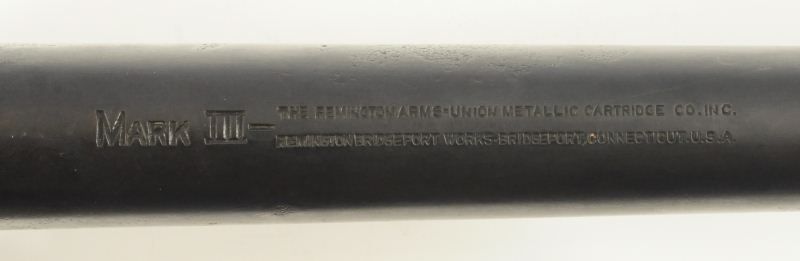 MARK III - THE REMINGTON ARMS-UNION METALLIC CARTRIDGE CO. INC.
REMINGTON BRIDGEPORT WORKS-BRIDGEPORT, CONNECTICUT. U.S.A.